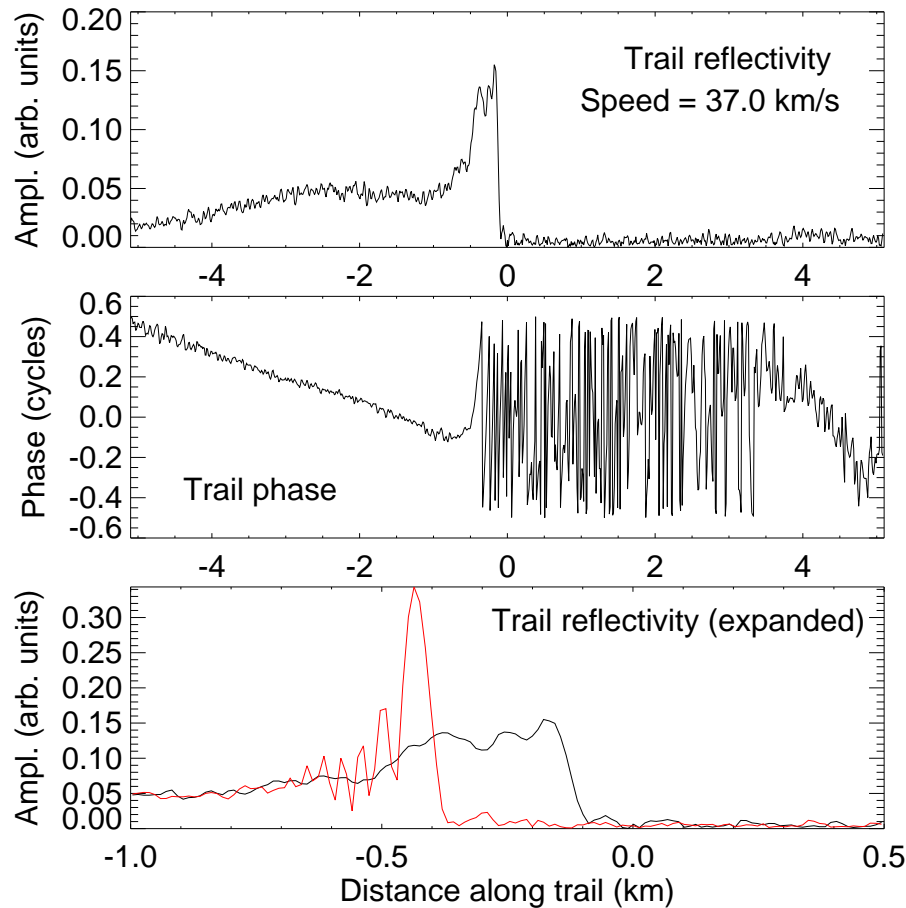 Ampl. (arb. units)
0.20
0.15
0.10
0.05
0.00
Trail reflectivity
Speed = 37.0 km/s
-4 -2 0 2 4
Phase (cycles)
0.6
0.4
0.2
0.0
-0.2
-0.4
-0.6
Trail phase
-4 -2 0 2 4
Ampl. (arb. units)
0.30
0.25
0.20
0.15
0.10
0.05
0.00
Trail reflectivity (expanded)
-1.0 -0.5 0.0 0.5
Distance along trail (km)